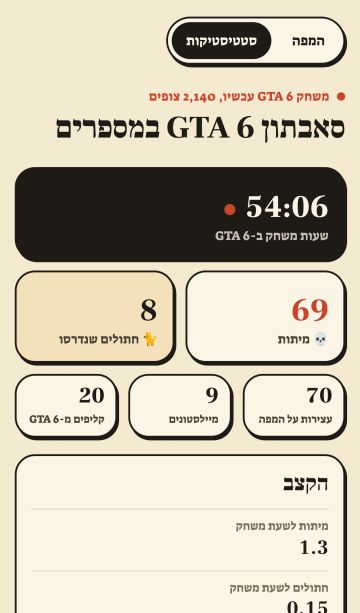 המפה
סטטיסטיקות
משחק GTA 6 עכשיו, 2,140 צופים
סאבתון GTA 6 במספרים
54:06
שעות משחק ב-GTA 6
69
💀 מיתות
8
🐈 חתולים שנדרסו
70
עצירות על המפה
9
מיילסטונים
20
קליפים מ-GTA 6
הקצב
מיתות לשעת משחק
1.3
חתולים לשעת משחק
0.15